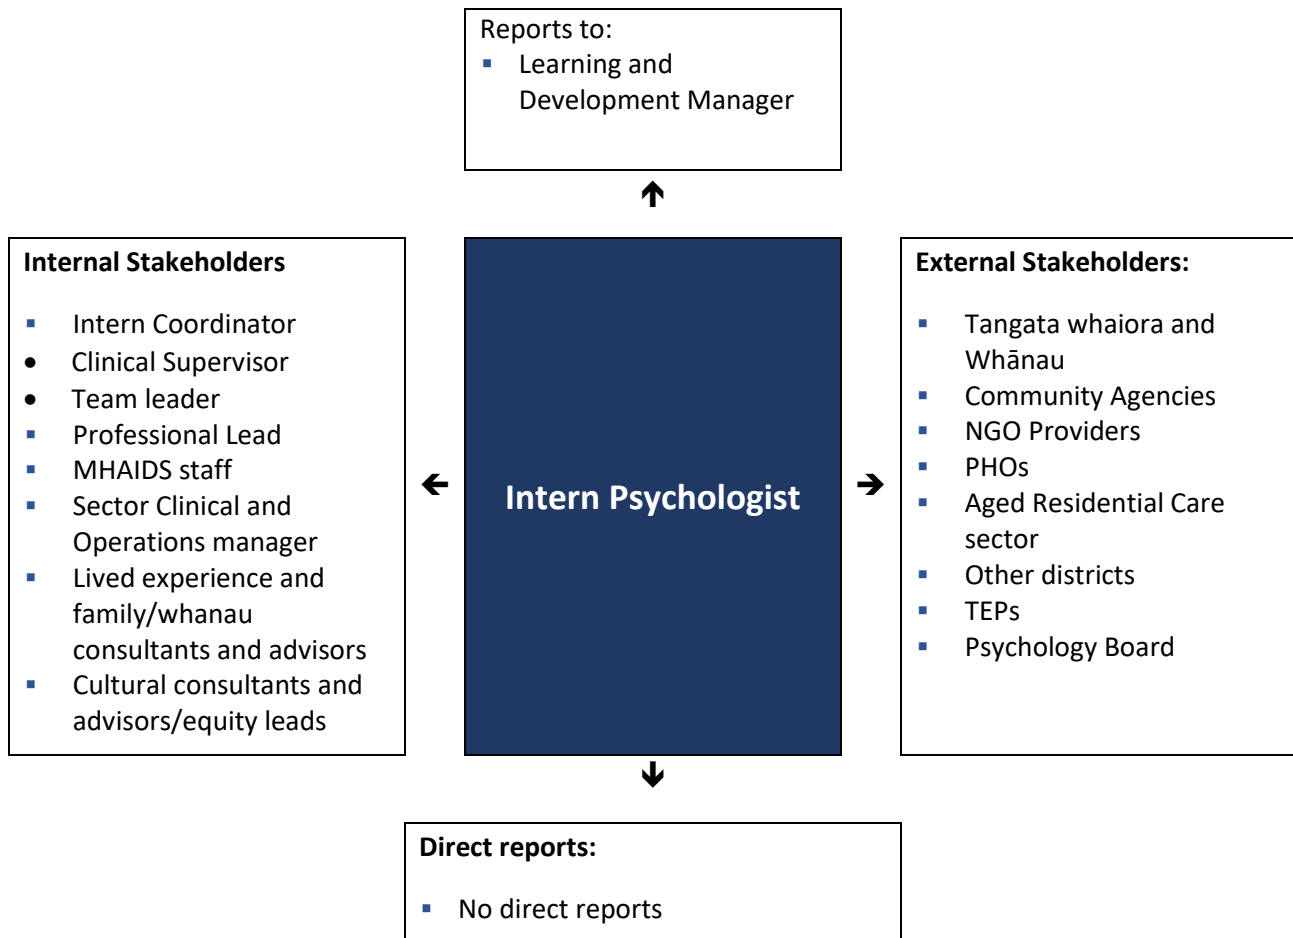 Reports to:
▪ Learning and
Development Manager
↑
Internal Stakeholders
▪ Intern Coordinator
• Clinical Supervisor
• Team leader
▪ Professional Lead
▪ MHAIDS staff
▪ Sector Clinical and
Operations manager
▪ Lived experience and
family/whanau
consultants and advisors
▪ Cultural consultants and
advisors/equity leads
←
Intern Psychologist
→
External Stakeholders:
▪ Tangata whaiora and
Whānau
▪ Community Agencies
▪ NGO Providers
▪ PHOs
▪ Aged Residential Care
sector
▪ Other districts
▪ TEPs
▪ Psychology Board
↓
Direct reports:
▪ No direct reports